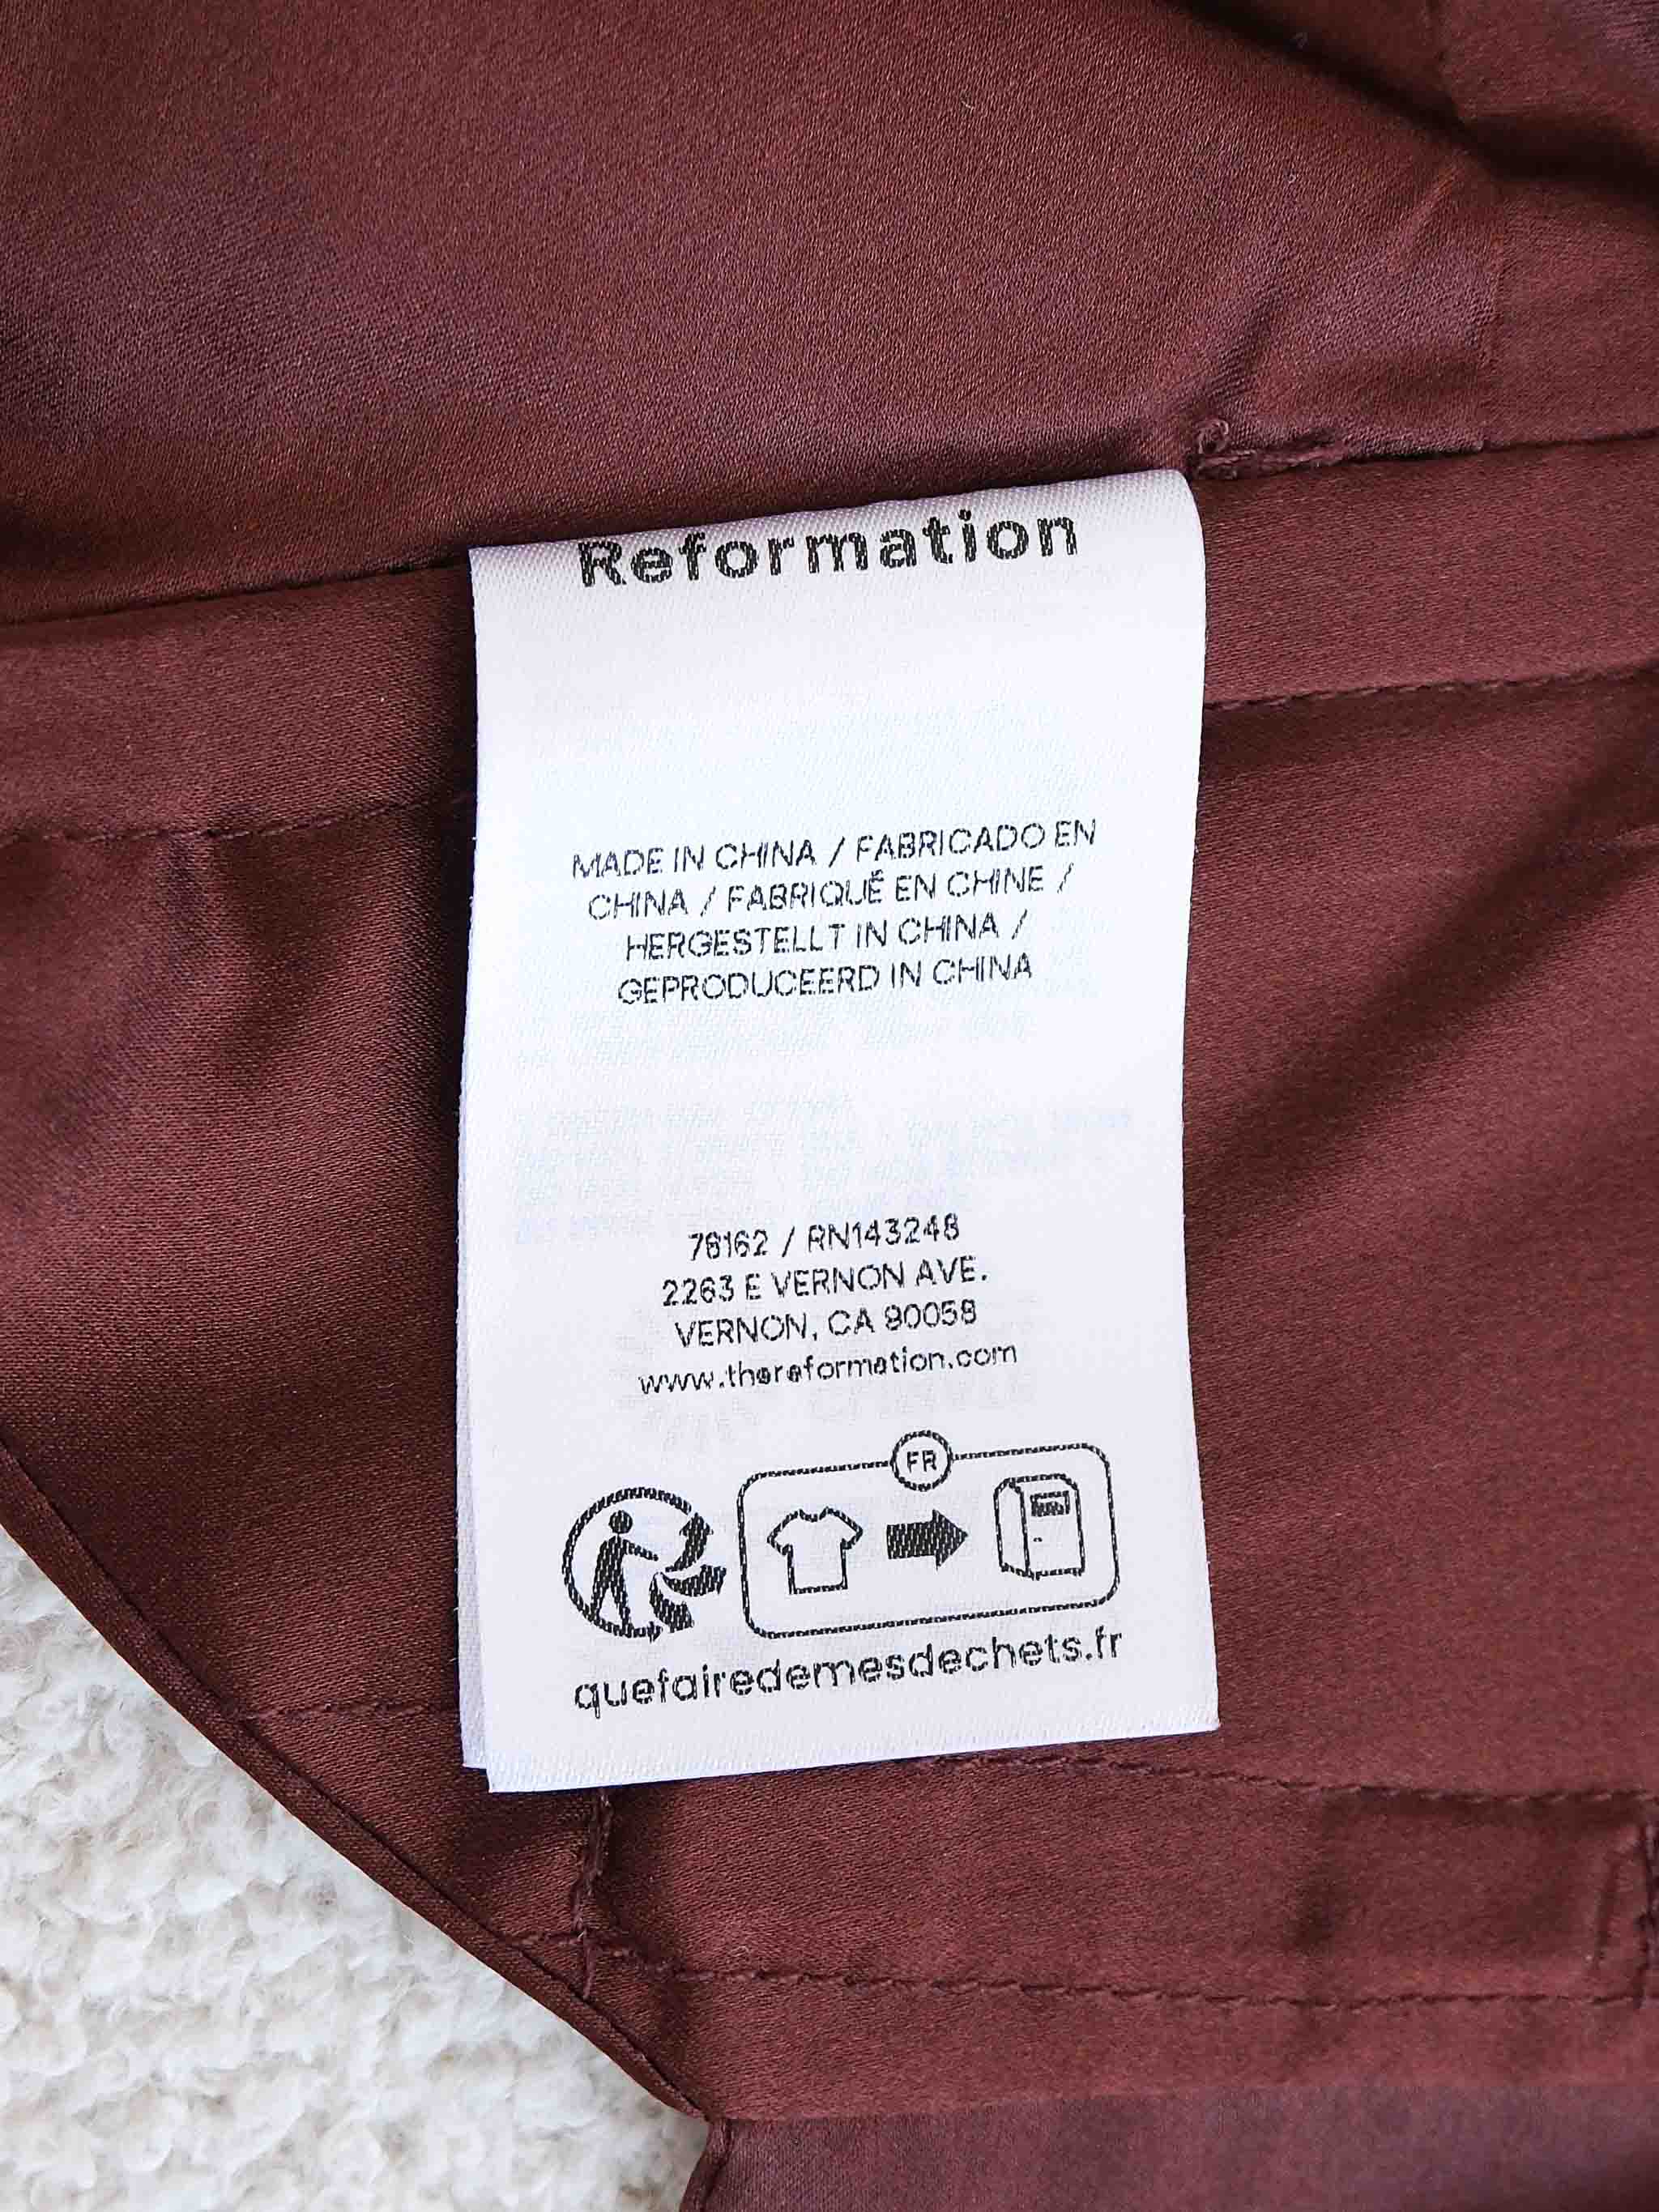 Reformation
MADE IN CHINA / FABRICADO EN
CHINA / FABRIQUÉ EN CHINE /
HERGESTELLT IN CHINA /
GEPRODUCEERD IN CHINA
78162 / RN143248
2263 E VERNON AVE.
VERNON, CA 90058
www.thereformation.com
FR
quefairedemesdechets.fr